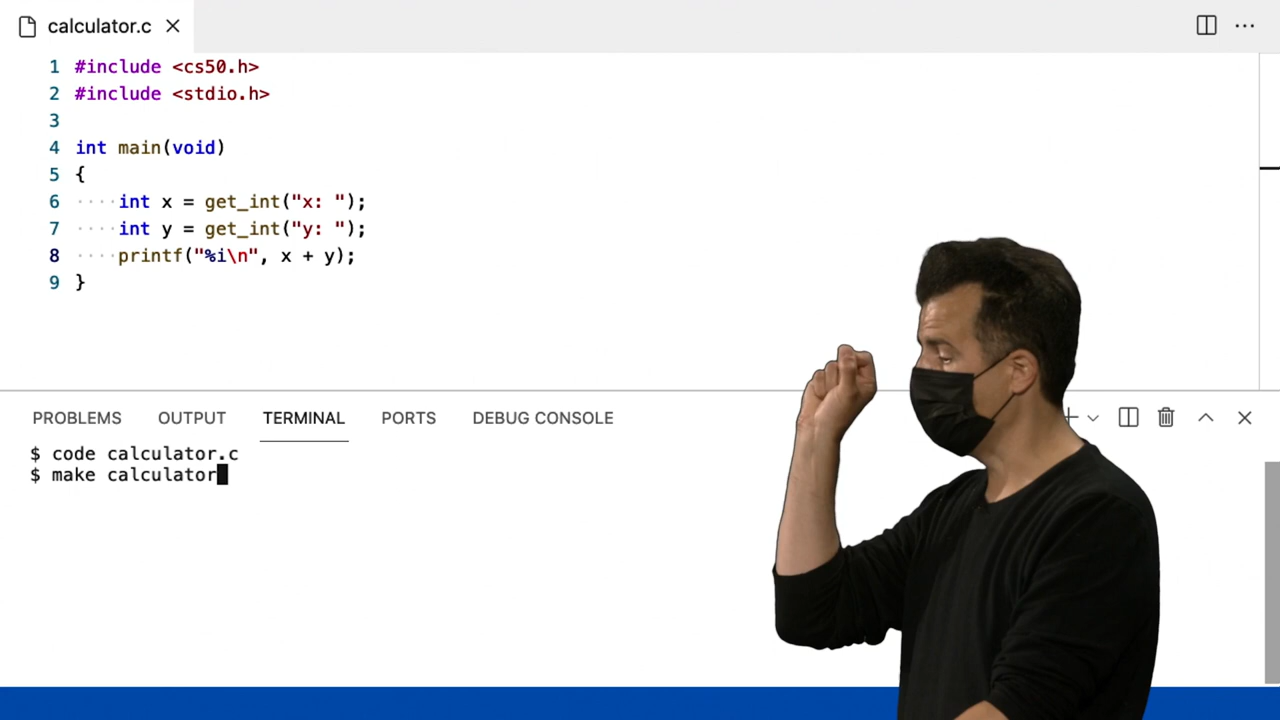 calculator.c
1 #include <cs50.h>
2 #include <stdio.h>
3
4 int main(void)
5 {
6 ····int x = get_int("x: ");
7 ····int y = get_int("y: ");
8 ····printf("%i\n", x + y);
9 }
PROBLEMS OUTPUT TERMINAL PORTS DEBUG CONSOLE
$ code calculator.c
$ make calculator